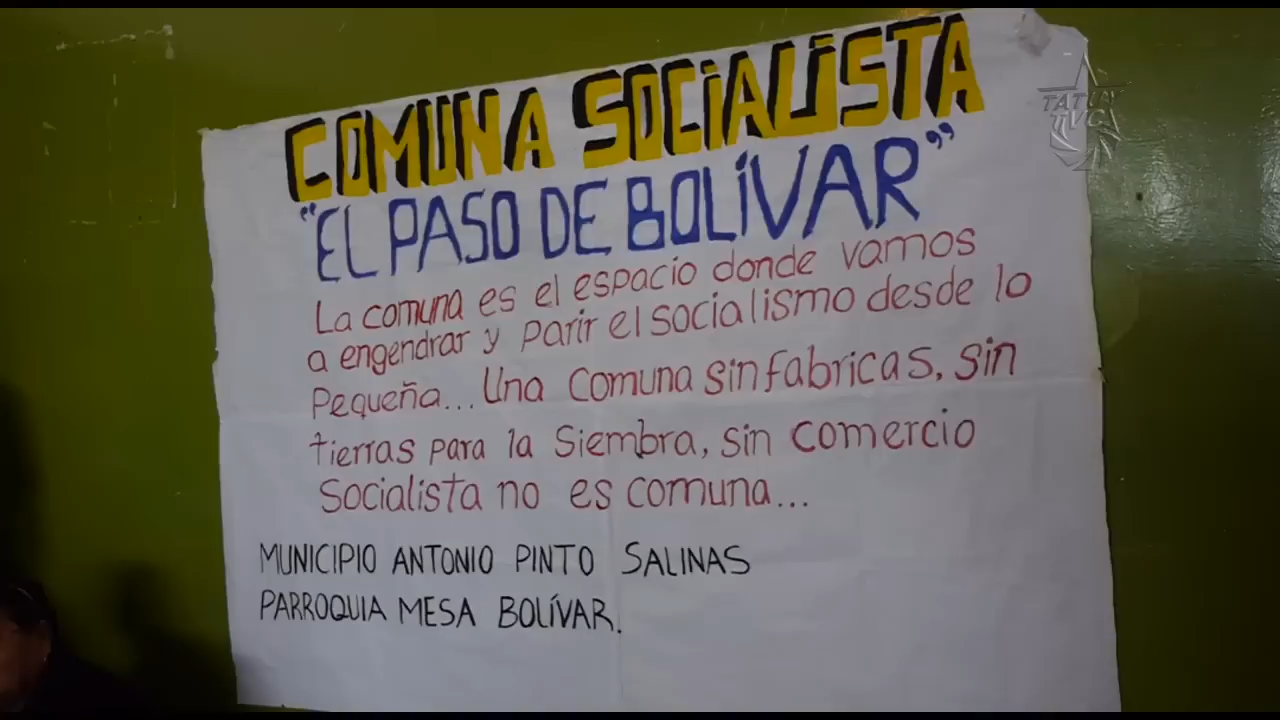 COMUNA SOCIALISTA
"EL PASO DE BOLÍVAR"
La comuna es el espacio donde vamos
a engendrar y parir el socialismo desde lo
Pequeña... Una Comuna sin fabricas, sin
tierras para la Siembra, sin comercio
Socialista no es comuna...
MUNICIPIO ANTONIO PINTO SALINAS
PARROQUIA MESA BOLÍVAR.
TATUY
TVC